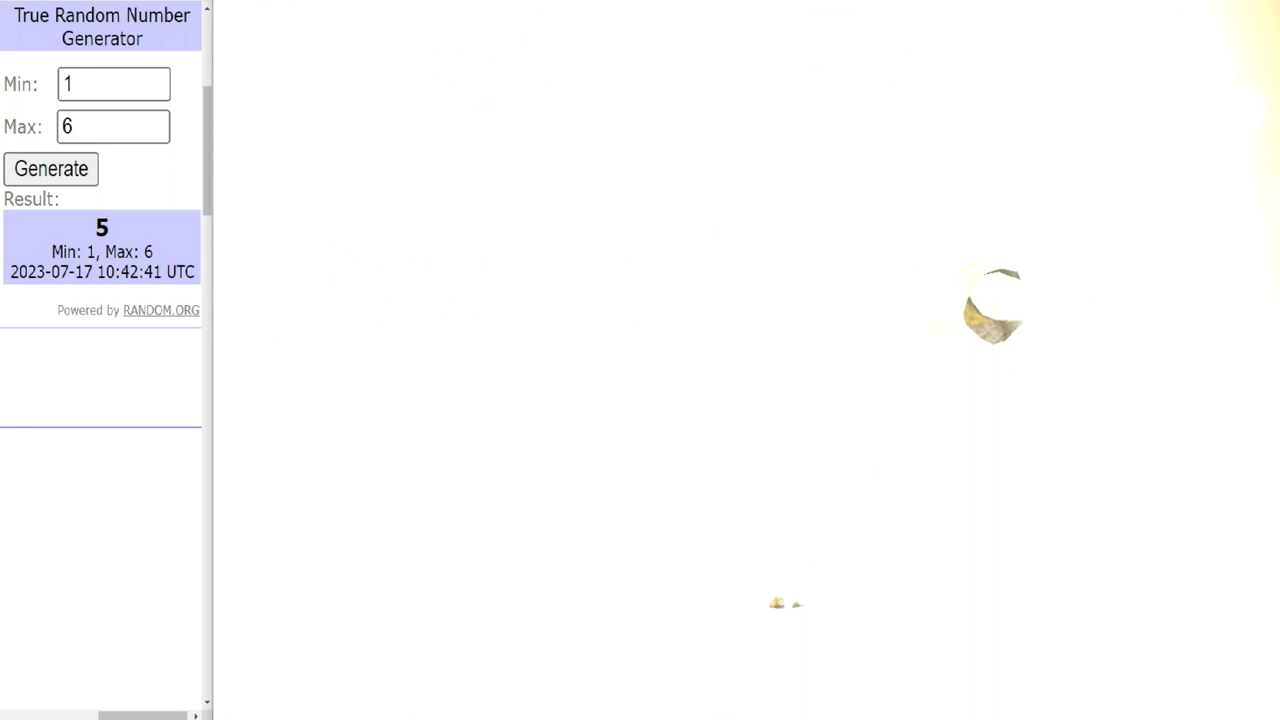 True Random Number
Generator
Min: 1
Max: 6
Generate
Result:
5
Min: 1, Max: 6
2023-07-17 10:42:41 UTC
Powered by RANDOM.ORG